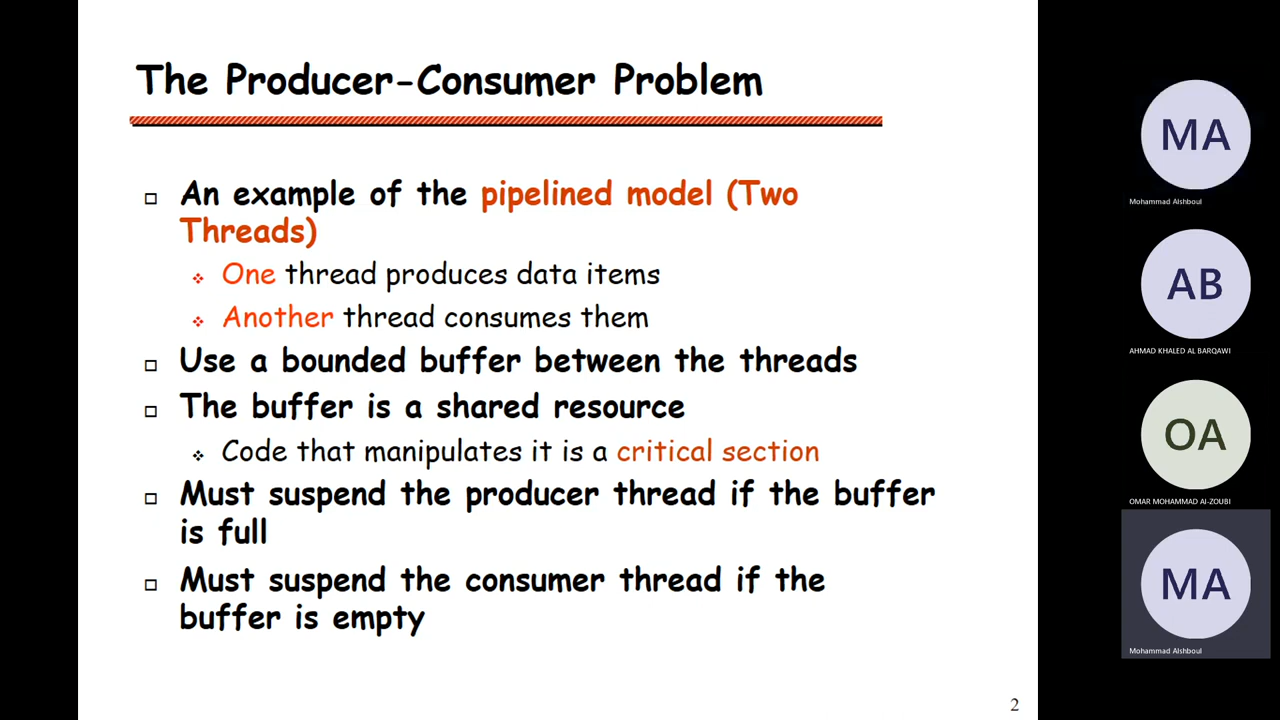 The Producer-Consumer Problem
An example of the pipelined model (Two
Threads)
One thread produces data items
Another thread consumes them
Use a bounded buffer between the threads
The buffer is a shared resource
Code that manipulates it is a critical section
Must suspend the producer thread if the buffer
is full
Must suspend the consumer thread if the
buffer is empty
2
MA
Mohammad Alshboul
AB
AHMAD KHALED AL BARQAWI
OA
OMAR MOHAMMAD Al-ZOUBI
MA
Mohammad Alshboul